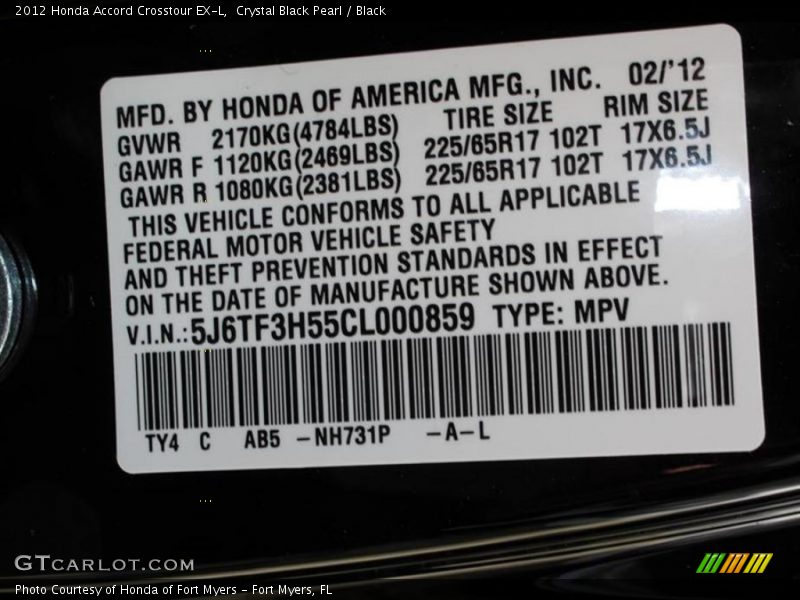 2012 Honda Accord Crosstour EX-L,  Crystal Black Pearl / Black
MFD. BY HONDA OF AMERICA MFG., INC. 02/'12
GVWR 2170KG(4784LBS) TIRE SIZE RIM SIZE
GAWR F 1120KG(2469LBS) 225/65R17 102T 17X6.5J
GAWR R 1080KG(2381LBS) 225/65R17 102T 17X6.5J
THIS VEHICLE CONFORMS TO ALL APPLICABLE
FEDERAL MOTOR VEHICLE SAFETY
AND THEFT PREVENTION STANDARDS IN EFFECT
ON THE DATE OF MANUFACTURE SHOWN ABOVE.
V.I.N.:5J6TF3H55CL000859 TYPE: MPV
TY4 C AB5 -NH731P -A-L
GTCARLOT.COM
Photo Courtesy of Honda of Fort Myers - Fort Myers, FL